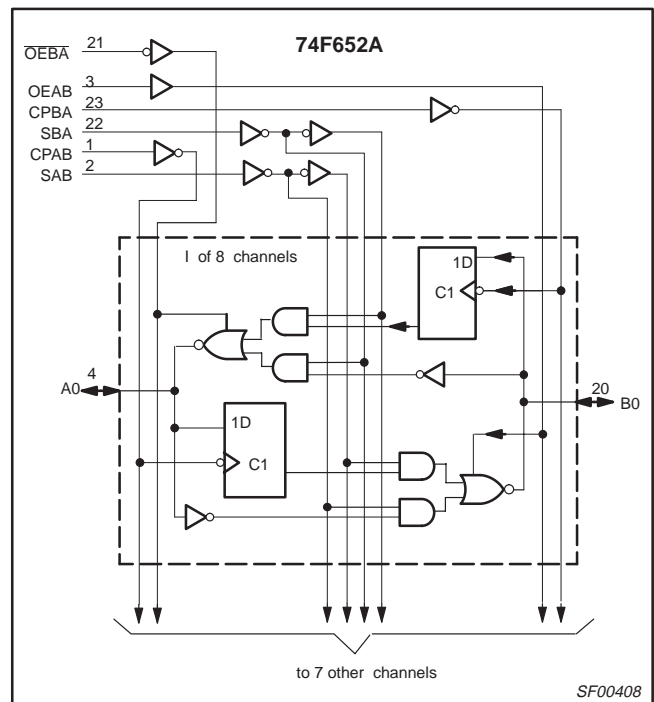 74F652A
O̅E̅B̅A̅ 21
OEAB 3
CPBA 23
SBA 22
CPAB 1
SAB 2
I of 8 channels
1D
C1
A0 4
20 B0
1D
C1
to 7 other channels
SF00408